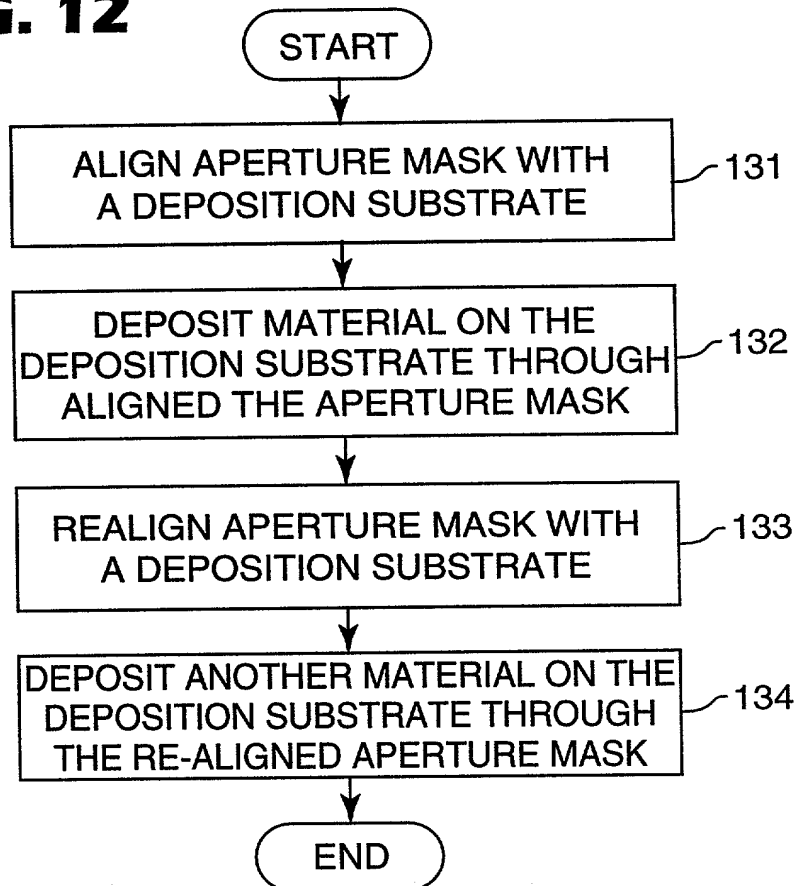 G. 12
START
ALIGN APERTURE MASK WITH
A DEPOSITION SUBSTRATE
131
DEPOSIT MATERIAL ON THE
DEPOSITION SUBSTRATE THROUGH
ALIGNED THE APERTURE MASK
132
REALIGN APERTURE MASK WITH
A DEPOSITION SUBSTRATE
133
DEPOSIT ANOTHER MATERIAL ON THE
DEPOSITION SUBSTRATE THROUGH
THE RE-ALIGNED APERTURE MASK
134
END